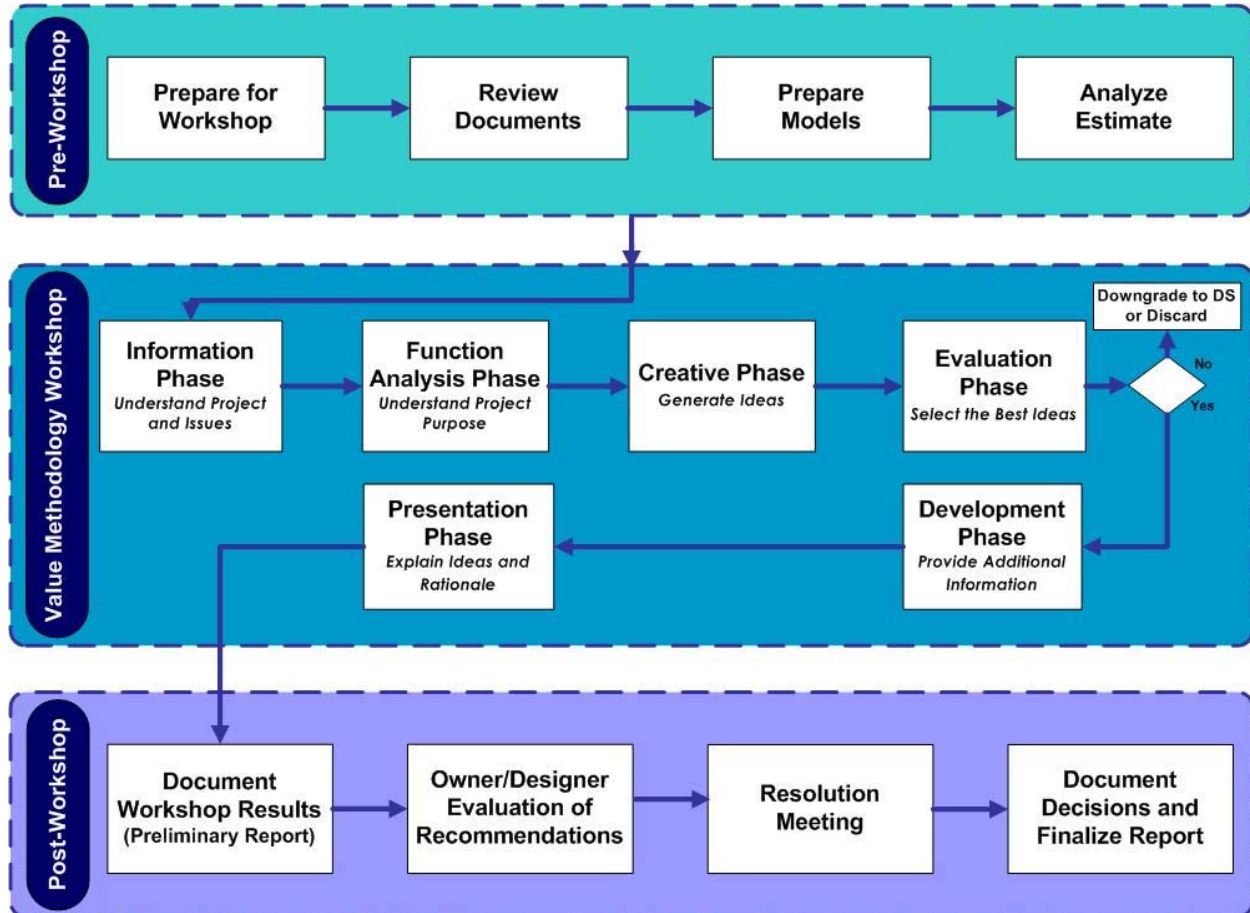 Pre-Workshop
Prepare for
Workshop
Review
Documents
Prepare
Models
Analyze
Estimate
Value Methodology Workshop
Information
Phase
Understand Project
and Issues
Function
Analysis Phase
Understand Project
Purpose
Creative Phase
Generate Ideas
Evaluation
Phase
Select the Best Ideas
Downgrade to DS
or Discard
No
Yes
Presentation
Phase
Explain Ideas and
Rationale
Development
Phase
Provide Additional
Information
Post-Workshop
Document
Workshop Results
(Preliminary Report)
Owner/Designer
Evaluation of
Recommendations
Resolution
Meeting
Document
Decisions and
Finalize Report